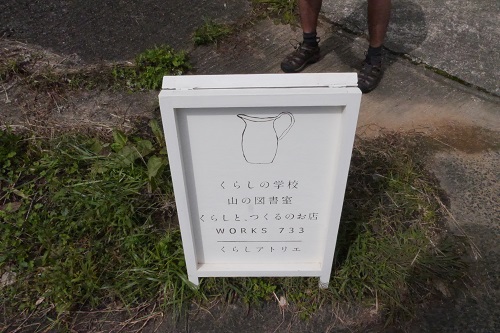 くらしの学校
山の図書室
くらしと、つくるのお店
WORKS 733
くらしアトリエ